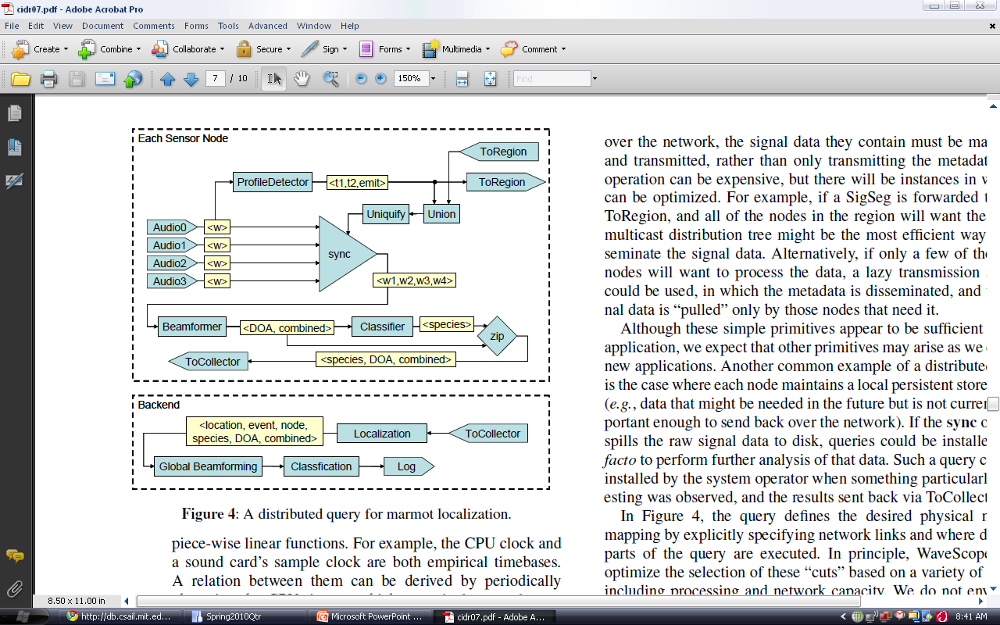 cidr07.pdf - Adobe Acrobat Pro
File Edit View Document Comments Forms Tools Advanced Window Help
Create Combine Collaborate Secure Sign Forms Multimedia Comment
7 / 10 150% Find
Each Sensor Node
ToRegion
ProfileDetector <t1,t2,emit> ToRegion
Uniquify Union
Audio0 <w>
Audio1 <w>
sync
Audio2 <w>
Audio3 <w>
<w1,w2,w3,w4>
Beamformer <DOA, combined> Classifier <species>
zip
ToCollector <species, DOA, combined>
Backend
<location, event, node,
species, DOA, combined>
Localization ToCollector
Global Beamforming Classfication Log
Figure 4: A distributed query for marmot localization.
piece-wise linear functions. For example, the CPU clock and
a sound card's sample clock are both empirical timebases.
A relation between them can be derived by periodically
over the network, the signal data they contain must be ma
and transmitted, rather than only transmitting the metadat
operation can be expensive, but there will be instances in w
can be optimized. For example, if a SigSeg is forwarded t
ToRegion, and all of the nodes in the region will want the
multicast distribution tree might be the most efficient way
seminate the signal data. Alternatively, if only a few of the
nodes will want to process the data, a lazy transmission
could be used, in which the metadata is disseminated, and
nal data is “pulled” only by those nodes that need it.
Although these simple primitives appear to be sufficient
application, we expect that other primitives may arise as we
new applications. Another common example of a distribute
is the case where each node maintains a local persistent store
(e.g., data that might be needed in the future but is not curren
portant enough to send back over the network). If the sync o
spills the raw signal data to disk, queries could be installe
facto to perform further analysis of that data. Such a query c
installed by the system operator when something particularl
esting was observed, and the results sent back via ToCollect
In Figure 4, the query defines the desired physical
mapping by explicitly specifying network links and where d
parts of the query are executed. In principle, WaveScope
optimize the selection of these “cuts” based on a variety of
including processing and network capacity. We do not env
8.50 x 11.00 in
http://db.csail.mit.ed... Spring2010Qtr Microsoft PowerPoint ... cidr07.pdf - Adobe A... 8:41 AM